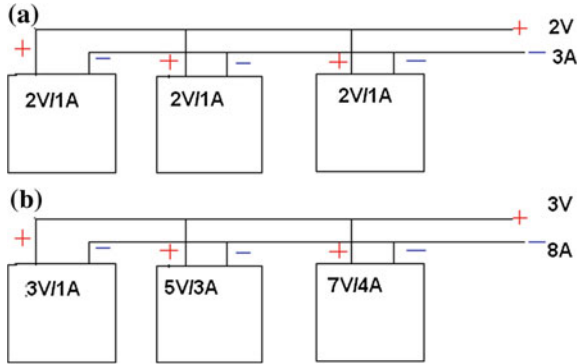 (a)
+ 2V
+ − + − + − − 3A
2V/1A 2V/1A 2V/1A
(b)
+ 3V
+ − + − + − − 8A
3V/1A 5V/3A 7V/4A